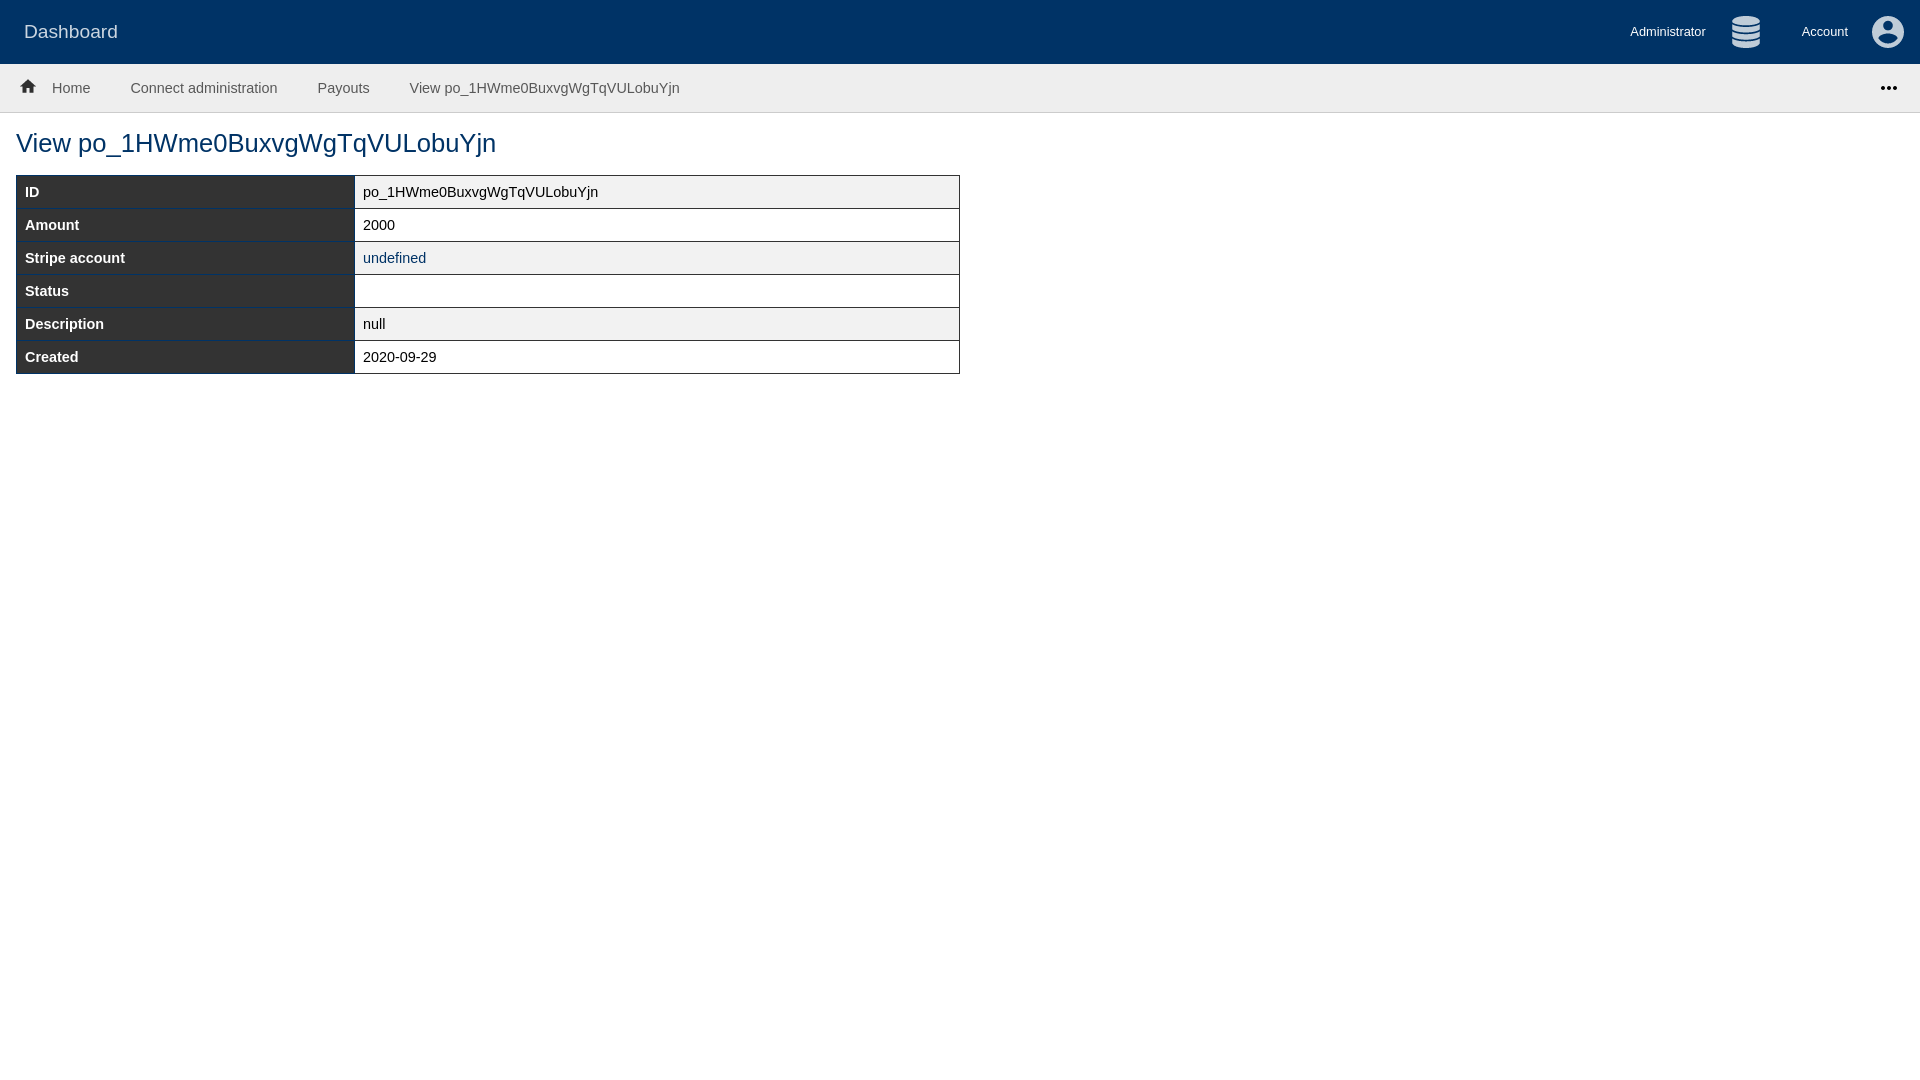 Dashboard Administrator Account
Home Connect administration Payouts View po_1HWme0BuxvgWgTqVULobuYjn
View po_1HWme0BuxvgWgTqVULobuYjn
ID po_1HWme0BuxvgWgTqVULobuYjn
Amount 2000
Stripe account undefined
Status
Description null
Created 2020-09-29